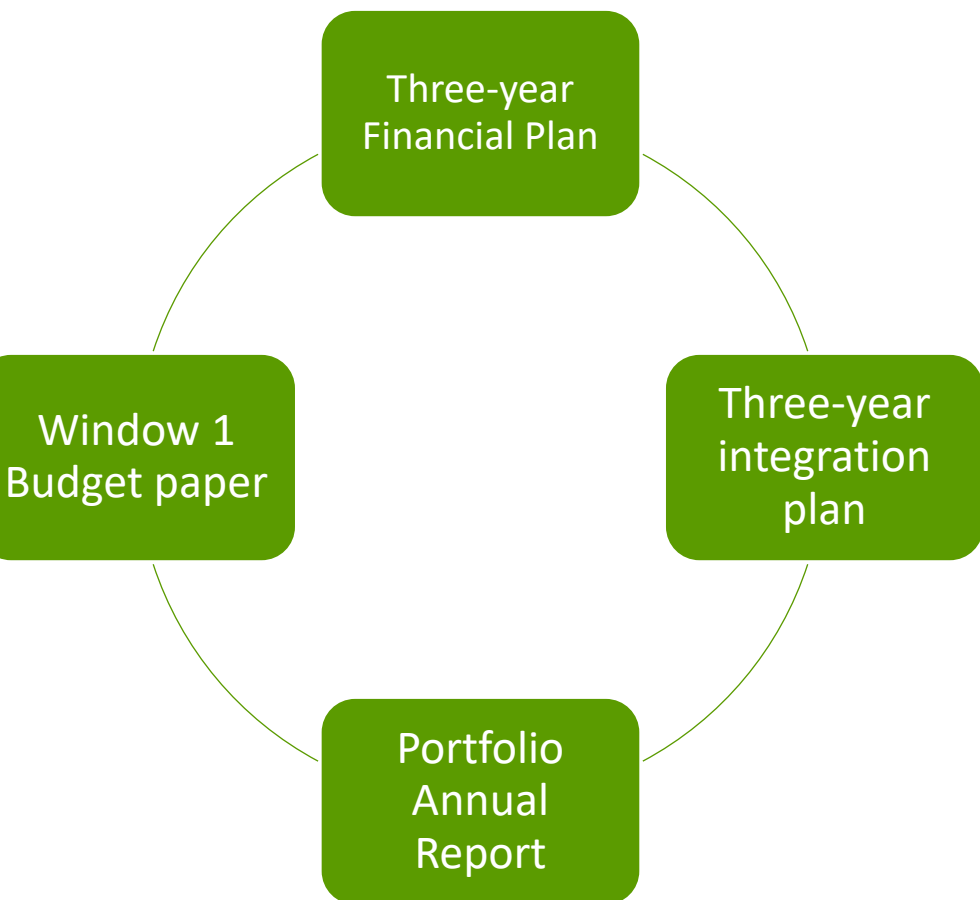 Three-year
Financial Plan
Window 1
Budget paper
Three-year
integration
plan
Portfolio
Annual
Report